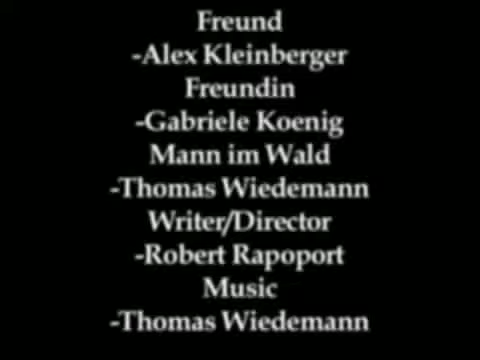 Freund
-Alex Kleinberger
Freundin
-Gabriele Koenig
Mann im Wald
-Thomas Wiedemann
Writer/Director
-Robert Rapoport
Music
-Thomas Wiedemann